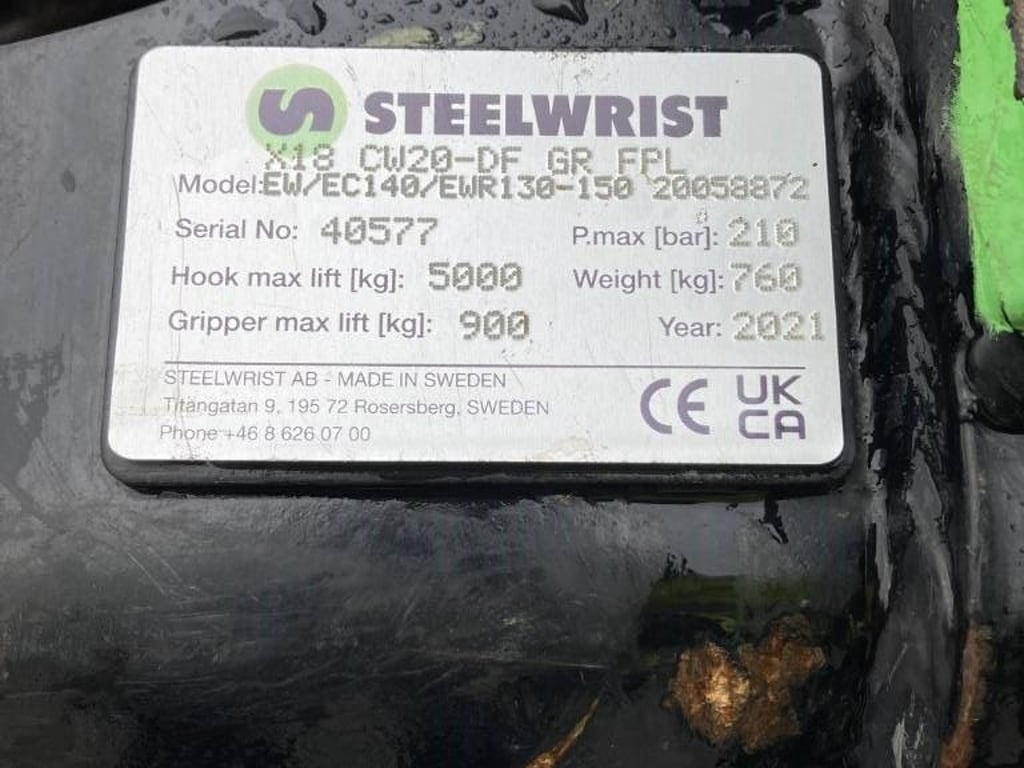 STEELWRIST
X18 CW20-DF GR FPL
Model: EW/EC140/EWR130-150 20058872
Serial No: 40577 P.max [bar]: 210
Hook max lift [kg]: 5000 Weight [kg]: 760
Gripper max lift [kg]: 900 Year: 2021
STEELWRIST AB - MADE IN SWEDEN
Titangatan 9, 195 72 Rosersberg, SWEDEN
Phone +46 8 626 07 00
CE UK
CA